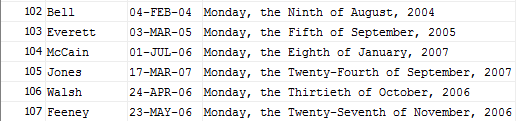 102 Bell 04-FEB-04 Monday, the Ninth of August, 2004
103 Everett 03-MAR-05 Monday, the Fifth of September, 2005
104 McCain 01-JUL-06 Monday, the Eighth of January, 2007
105 Jones 17-MAR-07 Monday, the Twenty-Fourth of September, 2007
106 Walsh 24-APR-06 Monday, the Thirtieth of October, 2006
107 Feeney 23-MAY-06 Monday, the Twenty-Seventh of November, 2006